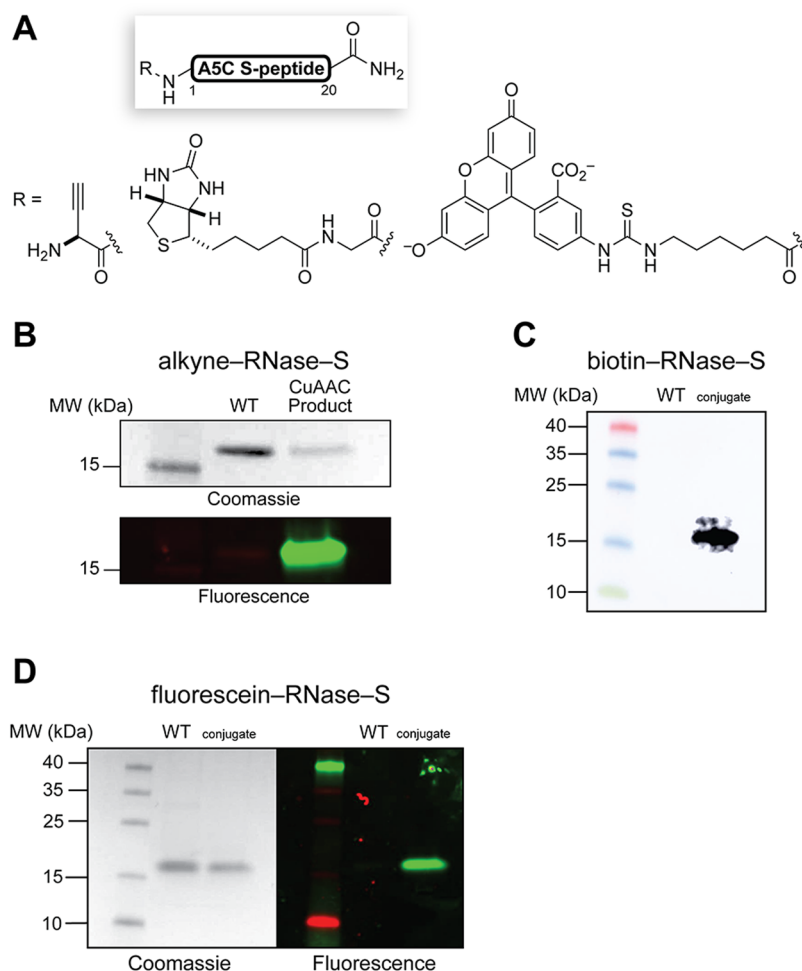 A
R
N
H
A5C S-peptide
1
20
O
NH2
R =
H2N
O
O
HN
NH
H
H
S
O
H
N
O
O
O
−O
CO2−
N
H
S
N
H
O
B
alkyne–RNase–S
MW (kDa)
WT
CuAAC
Product
15
Coomassie
15
Fluorescence
C
biotin–RNase–S
MW (kDa)
WT conjugate
40
35
25
15
10
D
fluorescein–RNase–S
MW (kDa)
WT conjugate
WT conjugate
40
35
25
15
10
Coomassie
Fluorescence